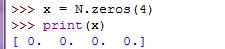 >>> x = N.zeros(4)
>>> print(x)
[ 0.  0.  0.  0.]